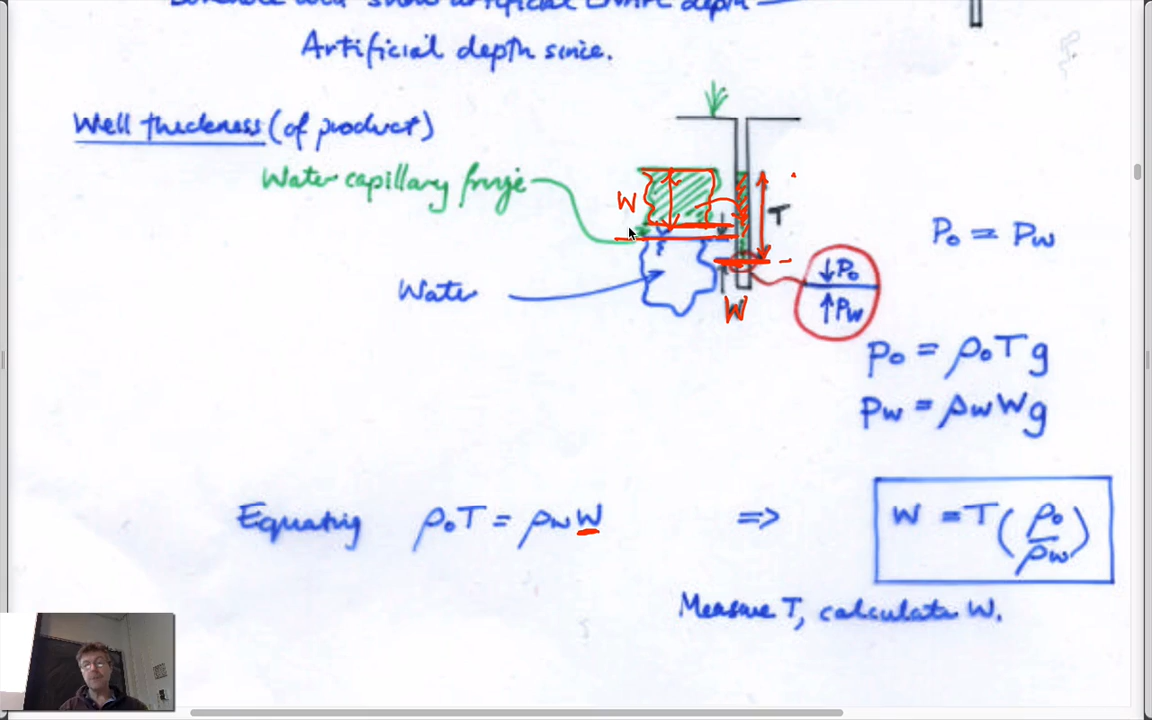 Artificial depth since.
Well thickness (of product)
Water capillary fringe
W
T
Po = Pw
Water
↓Po
↑Pw
W
Po = ρoTg
Pw = ρwWg
Equating ρoT = ρwW => W = T(ρo/ρw)
Measure T, calculate W.